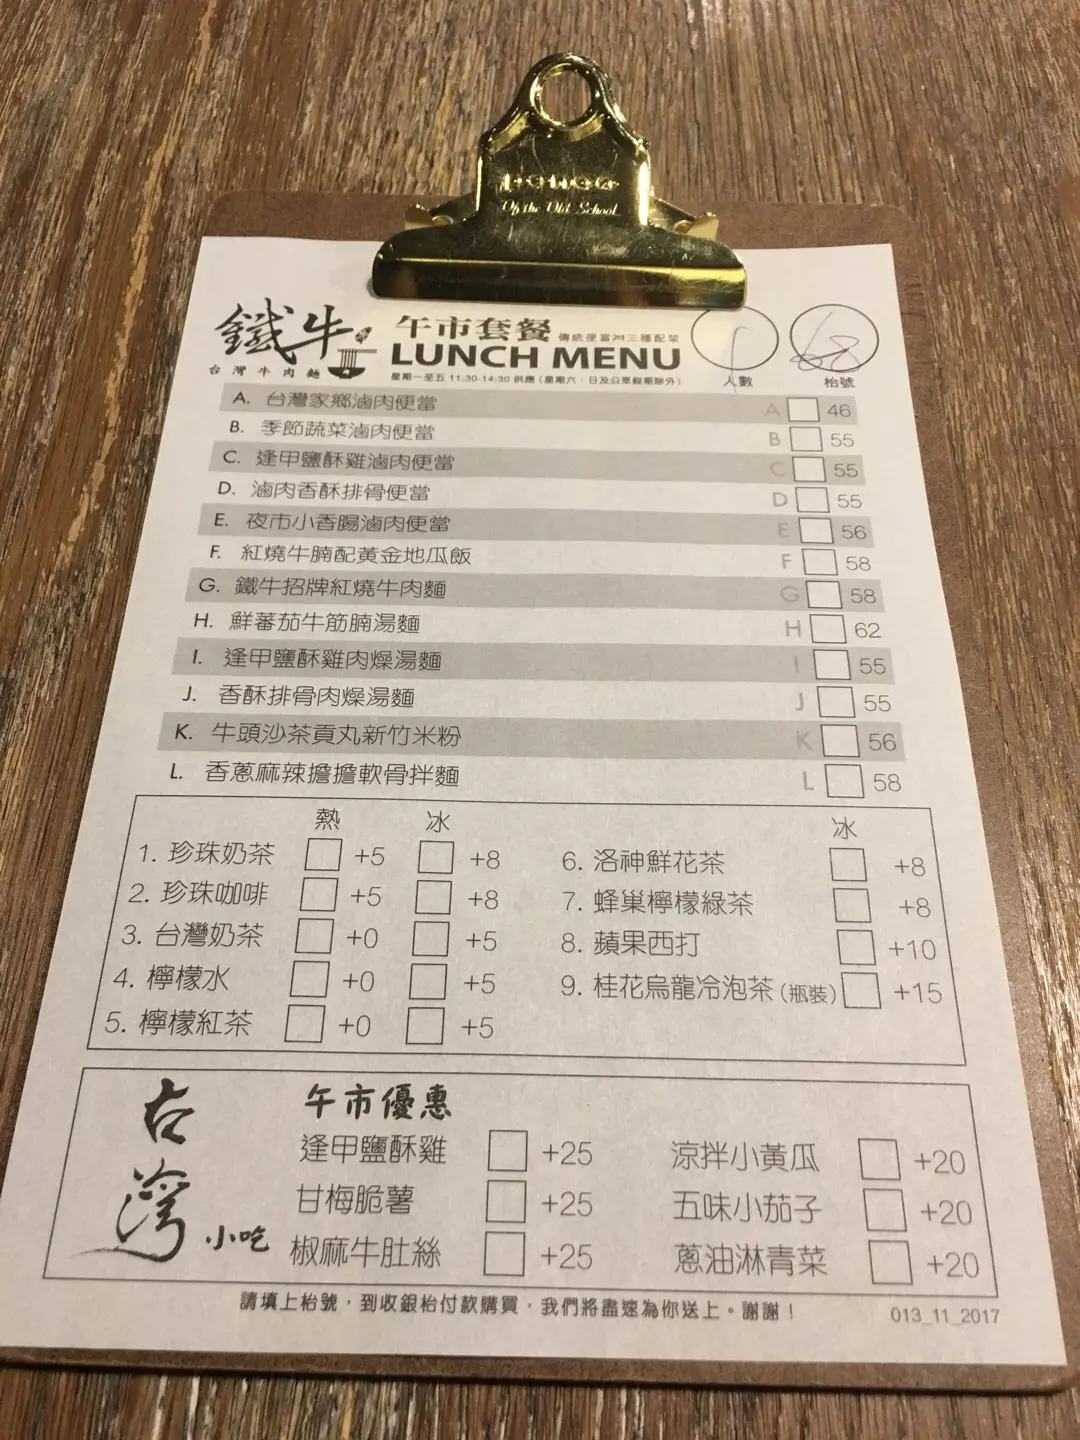 Of the Old School
鐵牛
台灣牛肉麵
午市套餐 傳統便當跟三種配菜
LUNCH MENU
星期一至五 11:30-14:30 供應 (星期六、日及公眾假期除外)
人數 枱號
68
A. 台灣家鄉滷肉便當 A 46
B. 季節蔬菜滷肉便當 B 55
C. 逢甲鹽酥雞滷肉便當 C 55
D. 滷肉香酥排骨便當 D 55
E. 夜市小香腸滷肉便當 E 56
F. 紅燒牛腩配黃金地瓜飯 F 58
G. 鐵牛招牌紅燒牛肉麵 G 58
H. 鮮蕃茄牛筋腩湯麵 H 62
I. 逢甲鹽酥雞肉燥湯麵 I 55
J. 香酥排骨肉燥湯麵 J 55
K. 牛頭沙茶貢丸新竹米粉 K 56
L. 香蔥麻辣擔擔軟骨拌麵 L 58
熱 冰
1. 珍珠奶茶 +5 +8
2. 珍珠咖啡 +5 +8
3. 台灣奶茶 +0 +5
4. 檸檬水 +0 +5
5. 檸檬紅茶 +0 +5
冰
6. 洛神鮮花茶 +8
7. 蜂巢檸檬綠茶 +8
8. 蘋果西打 +10
9. 桂花烏龍冷泡茶 (瓶裝) +15
台灣小吃
午市優惠
逢甲鹽酥雞 +25 涼拌小黃瓜 +20
甘梅脆薯 +25 五味小茄子 +20
椒麻牛肚絲 +25 蔥油淋青菜 +20
請填上枱號，到收銀枱付款購買，我們將盡速為你送上。謝謝！
013_11_2017